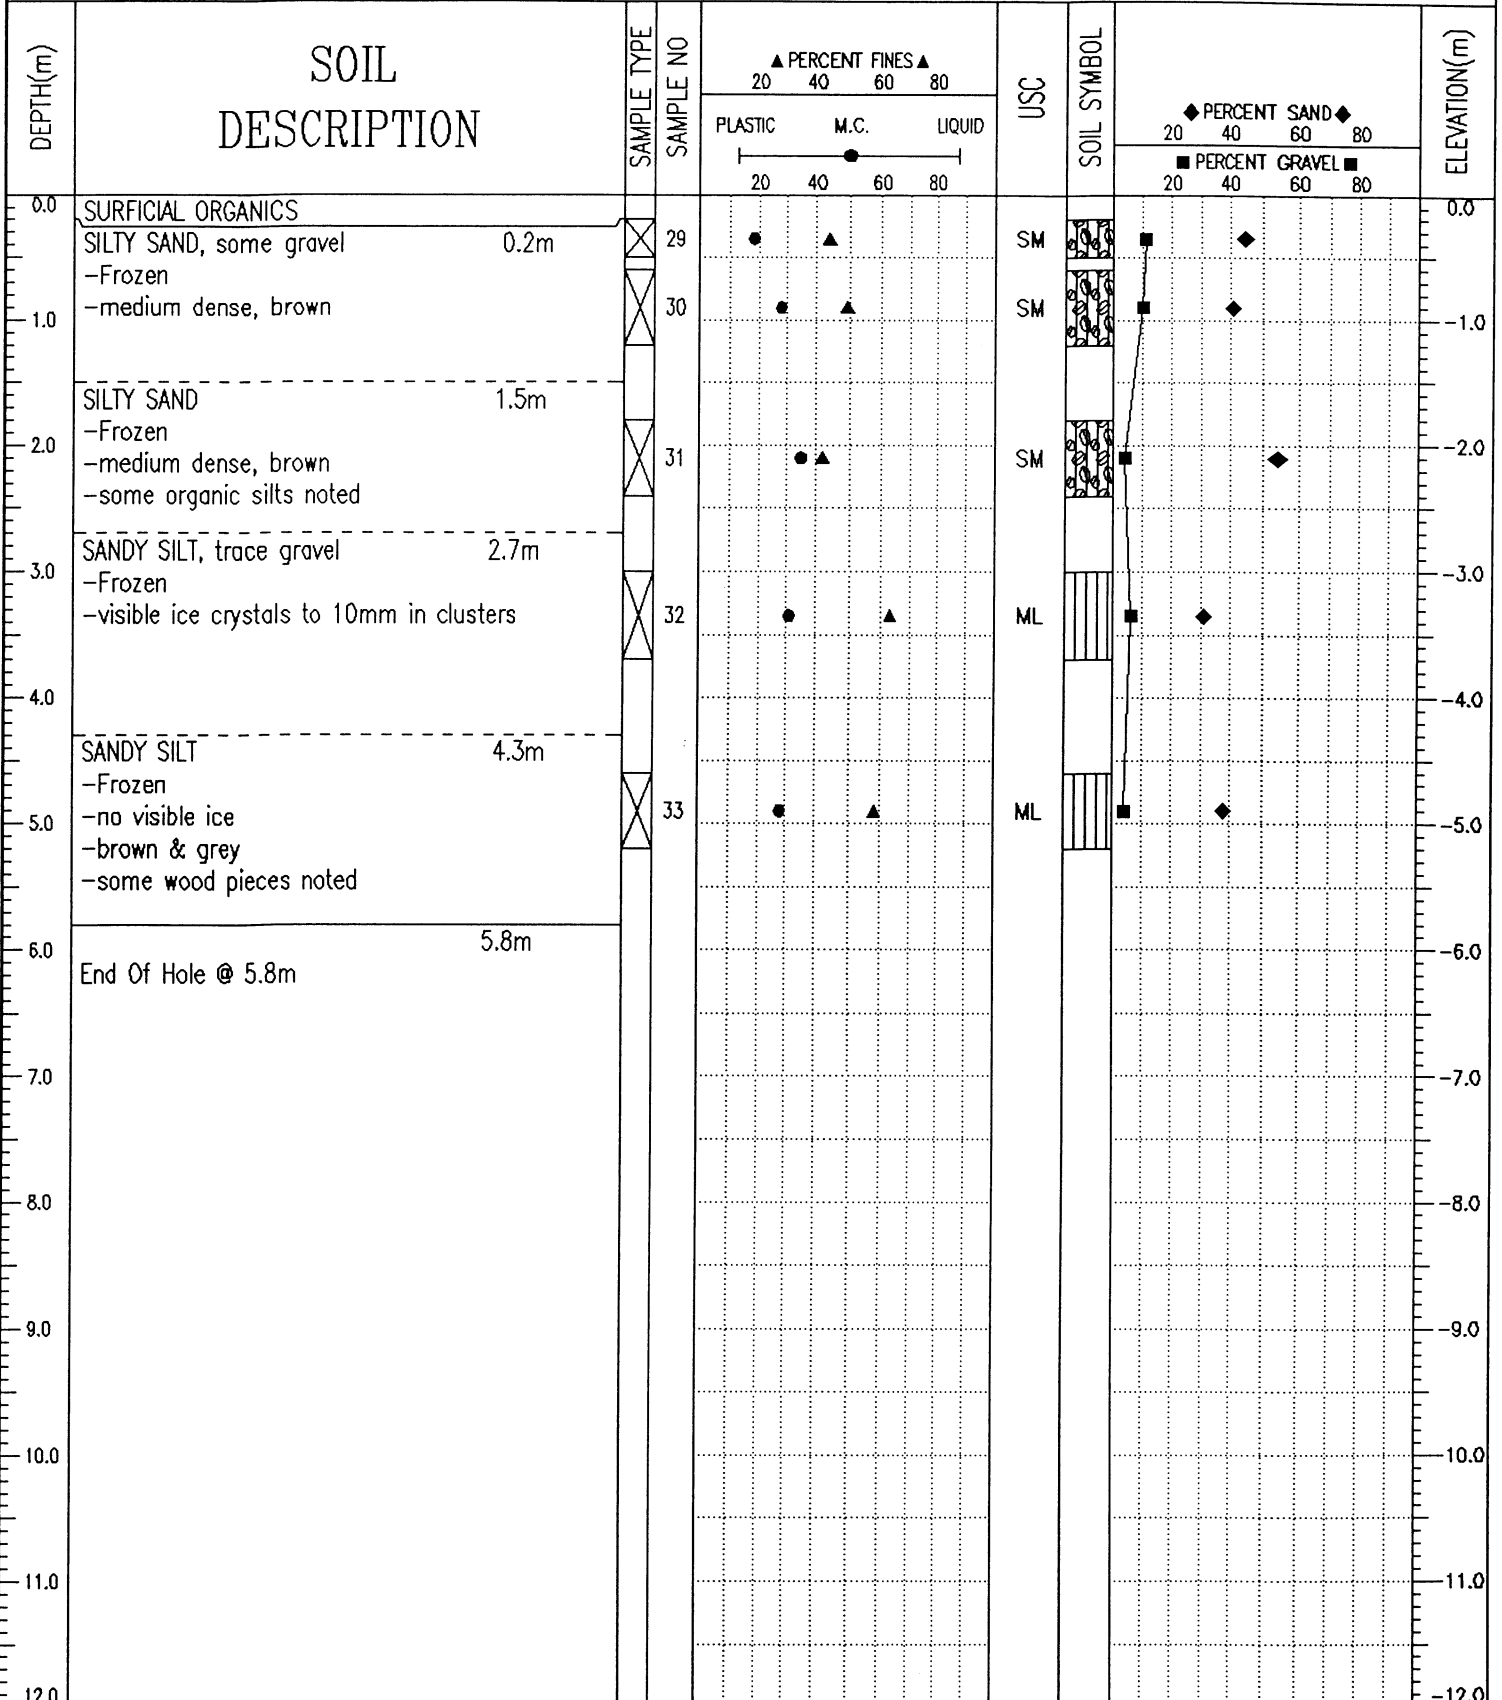 DEPTH(m)
SOIL
DESCRIPTION
SAMPLE TYPE
SAMPLE NO
▲ PERCENT FINES ▲
20 40 60 80
PLASTIC M.C. LIQUID
20 40 60 80
USC
SOIL SYMBOL
◆ PERCENT SAND ◆
20 40 60 80
■ PERCENT GRAVEL ■
20 40 60 80
ELEVATION(m)
0.0
SURFICIAL ORGANICS
0.0
SILTY SAND, some gravel 0.2m
29
SM
-Frozen
-medium dense, brown
30
SM
1.0
-1.0
SILTY SAND 1.5m
-Frozen
2.0
-2.0
-medium dense, brown
31
SM
-some organic silts noted
SANDY SILT, trace gravel 2.7m
3.0
-3.0
-Frozen
-visible ice crystals to 10mm in clusters
32
ML
4.0
-4.0
SANDY SILT 4.3m
-Frozen
-no visible ice
33
ML
5.0
-5.0
-brown & grey
-some wood pieces noted
5.8m
6.0
-6.0
End Of Hole @ 5.8m
7.0
-7.0
8.0
-8.0
9.0
-9.0
10.0
-10.0
11.0
-11.0
12.0
-12.0